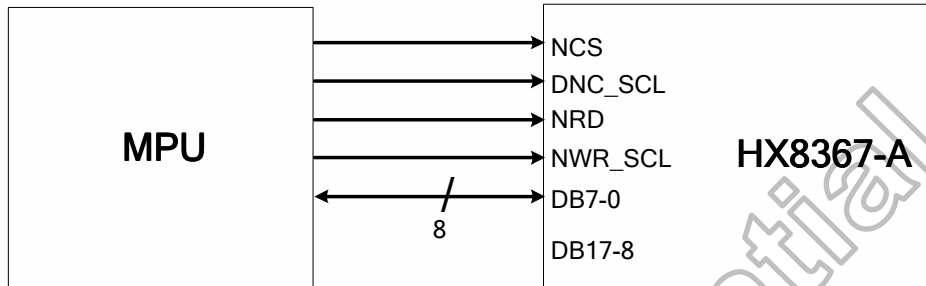 NCS
DNC_SCL
NRD
MPU
NWR_SCL
HX8367-A
DB7-0
8
DB17-8